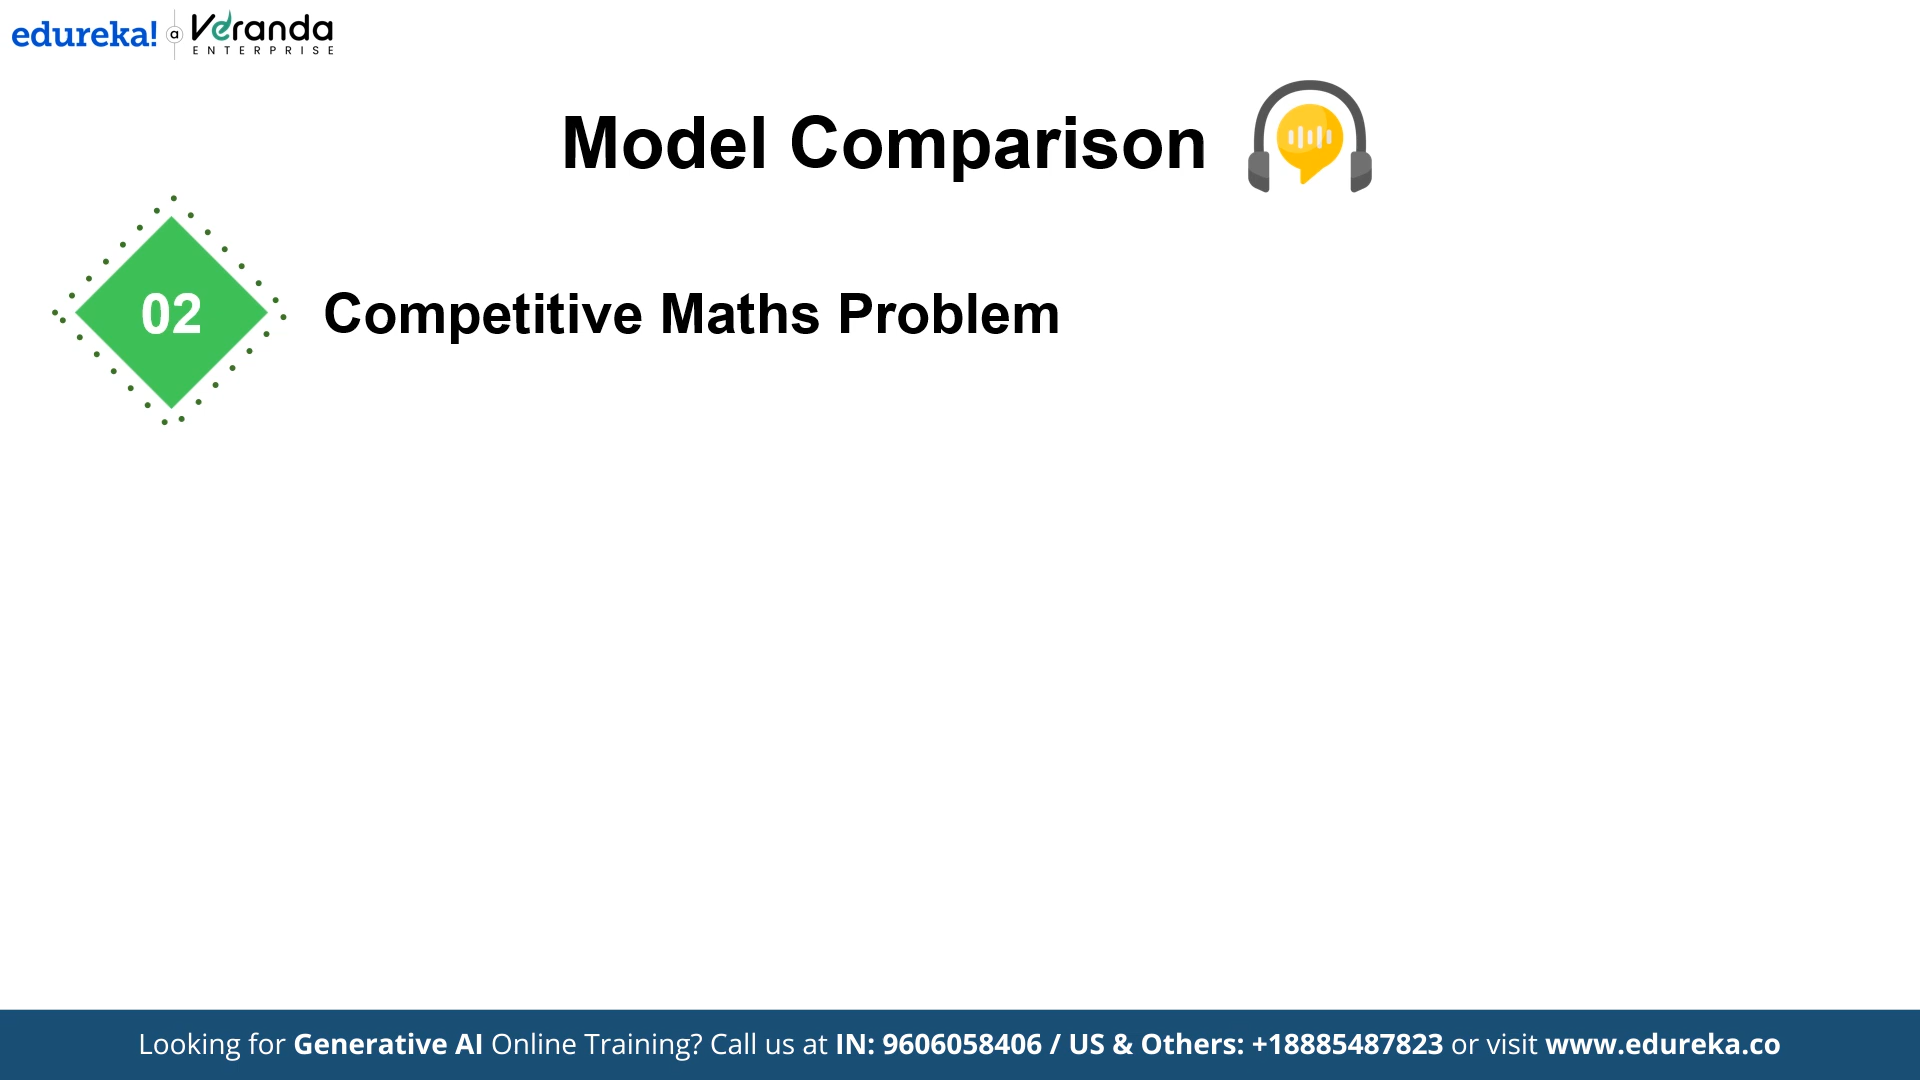 edureka! a Veranda
ENTERPRISE
Model Comparison
02
Competitive Maths Problem
Looking for Generative AI Online Training? Call us at IN: 9606058406 / US & Others: +18885487823 or visit www.edureka.co